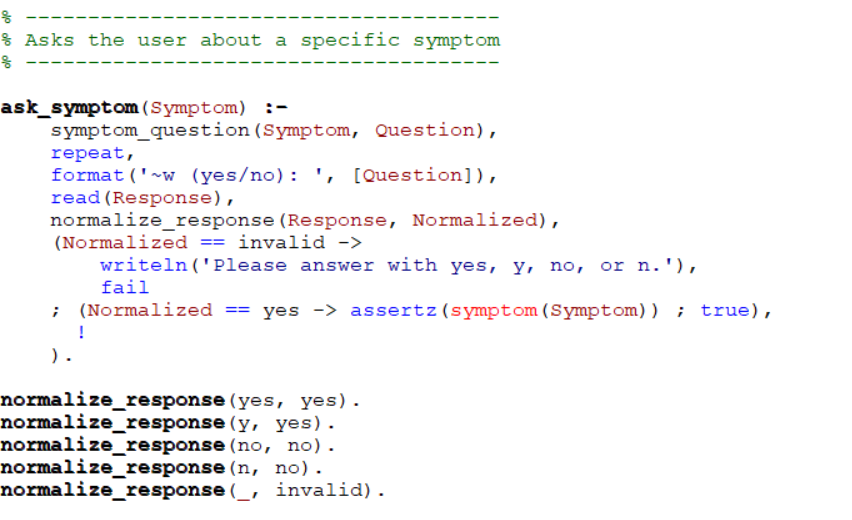 % --------------------------------------
% Asks the user about a specific symptom
% --------------------------------------

ask_symptom(Symptom) :-
    symptom_question(Symptom, Question),
    repeat,
    format('~w (yes/no): ', [Question]),
    read(Response),
    normalize_response(Response, Normalized),
    (Normalized == invalid ->
        writeln('Please answer with yes, y, no, or n.'),
        fail
    ; (Normalized == yes -> assertz(symptom(Symptom)) ; true),
      !
    ).

normalize_response(yes, yes).
normalize_response(y, yes).
normalize_response(no, no).
normalize_response(n, no).
normalize_response(_, invalid).